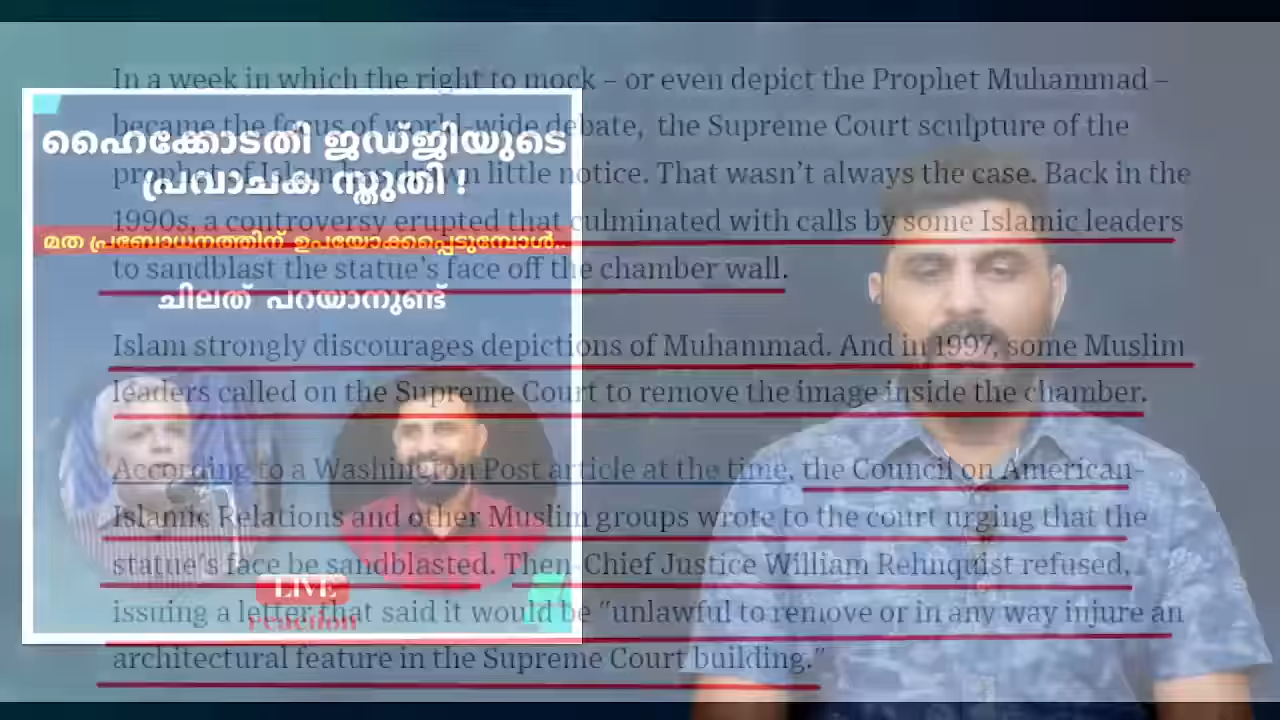 In a week in which the right to mock – or even depict the Prophet Muhammad –
became the focus of world-wide debate, the Supreme Court sculpture of the
prophet of Islam has drawn little notice. That wasn't always the case. Back in the
1990s, a controversy erupted that culminated with calls by some Islamic leaders
to sandblast the statue's face off the chamber wall.
Islam strongly discourages depictions of Muhammad. And in 1997, some Muslim
leaders called on the Supreme Court to remove the image inside the chamber.
According to a Washington Post article at the time, the Council on American-
Islamic Relations and other Muslim groups wrote to the court urging that the
statue's face be sandblasted. Then-Chief Justice William Rehnquist refused,
issuing a letter that said it would be "unlawful to remove or in any way injure an
architectural feature in the Supreme Court building."
ഹൈക്കോടതി ജഡ്ജിയുടെ
പ്രവാചക സ്തുതി !
മത പ്രബോധനത്തിന് ഉപയോക്കപ്പെടുമ്പോൾ..
ചിലത് പറയാനുണ്ട്
LIVE
reaction